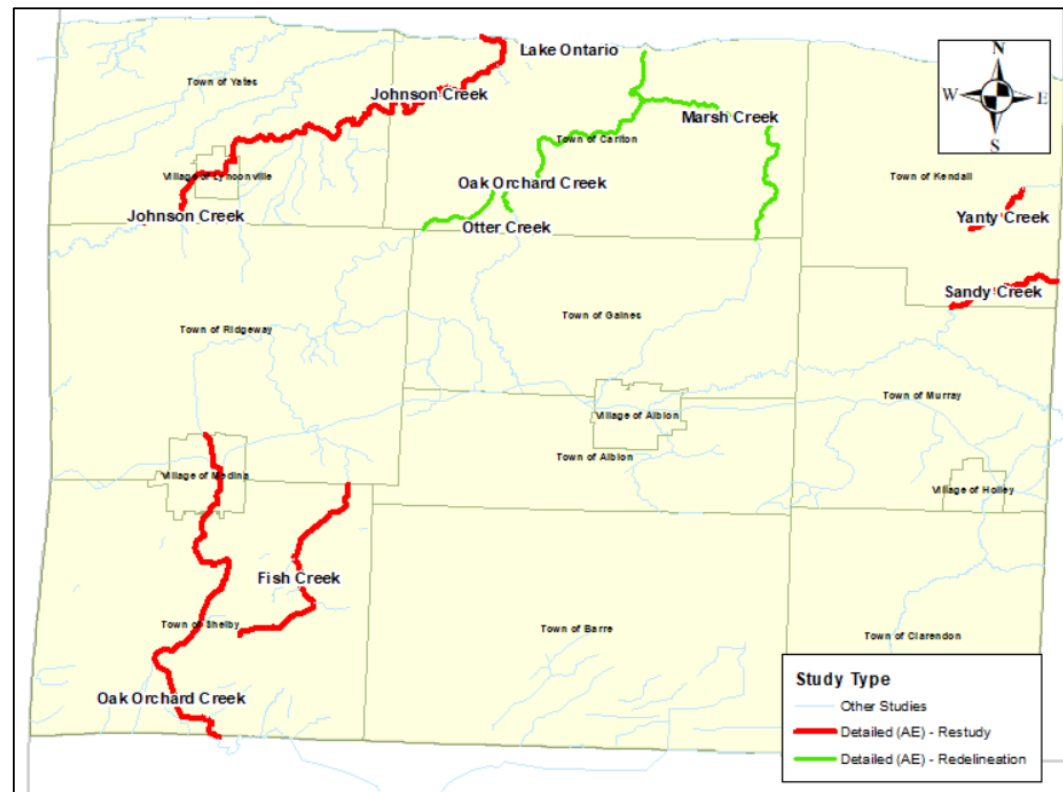 Lake Ontario
N
Town of Yates
Johnson Creek
W
E
Marsh Creek
Town of Carlton
S
Village of Lyndonville
Oak Orchard Creek
Town of Kendall
Johnson Creek
Otter Creek
Yanty Creek
Sandy Creek
Town of Ridgeway
Town of Gaines
Town of Murray
Village of Albion
Town of Albion
Village of Medina
Village of Holley
Fish Creek
Town of Shelby
Town of Barre
Town of Clarendon
Oak Orchard Creek
Study Type
Other Studies
Detailed (AE) - Restudy
Detailed (AE) - Redelineation